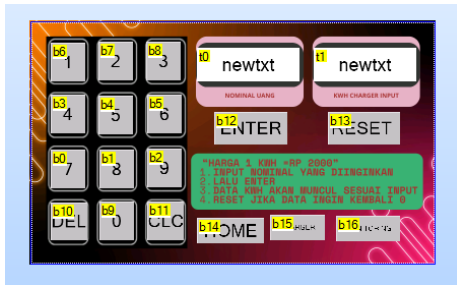 b6 b7 b8 t0 t1
1 2 3 newtxt newtxt
NOMINAL UANG KWH CHARGER INPUT
b3 b4 b5 b12 b13
4 5 6 ENTER RESET
b0 b1 b2
7 8 9
"HARGA 1 KWH =RP 2000"
1. INPUT NOMINAL YANG DIINGINKAN
2. LALU ENTER
3. DATA KWH AKAN MUNCUL SESUAI INPUT
4. RESET JIKA DATA INGIN KEMBALI 0
b10 b9 b11 b14 b15 b16
DEL 0 CLC HOME